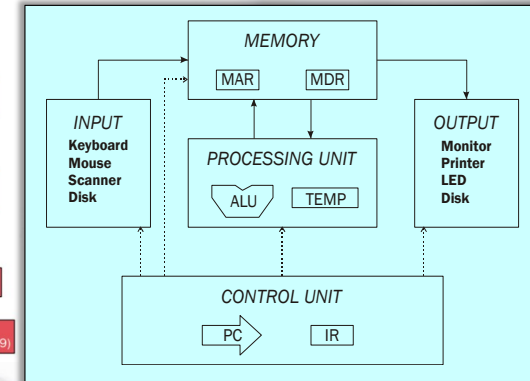 MEMORY
MAR
MDR
INPUT
Keyboard
Mouse
Scanner
Disk
PROCESSING UNIT
ALU
TEMP
OUTPUT
Monitor
Printer
LED
Disk
CONTROL UNIT
PC
IR
9)